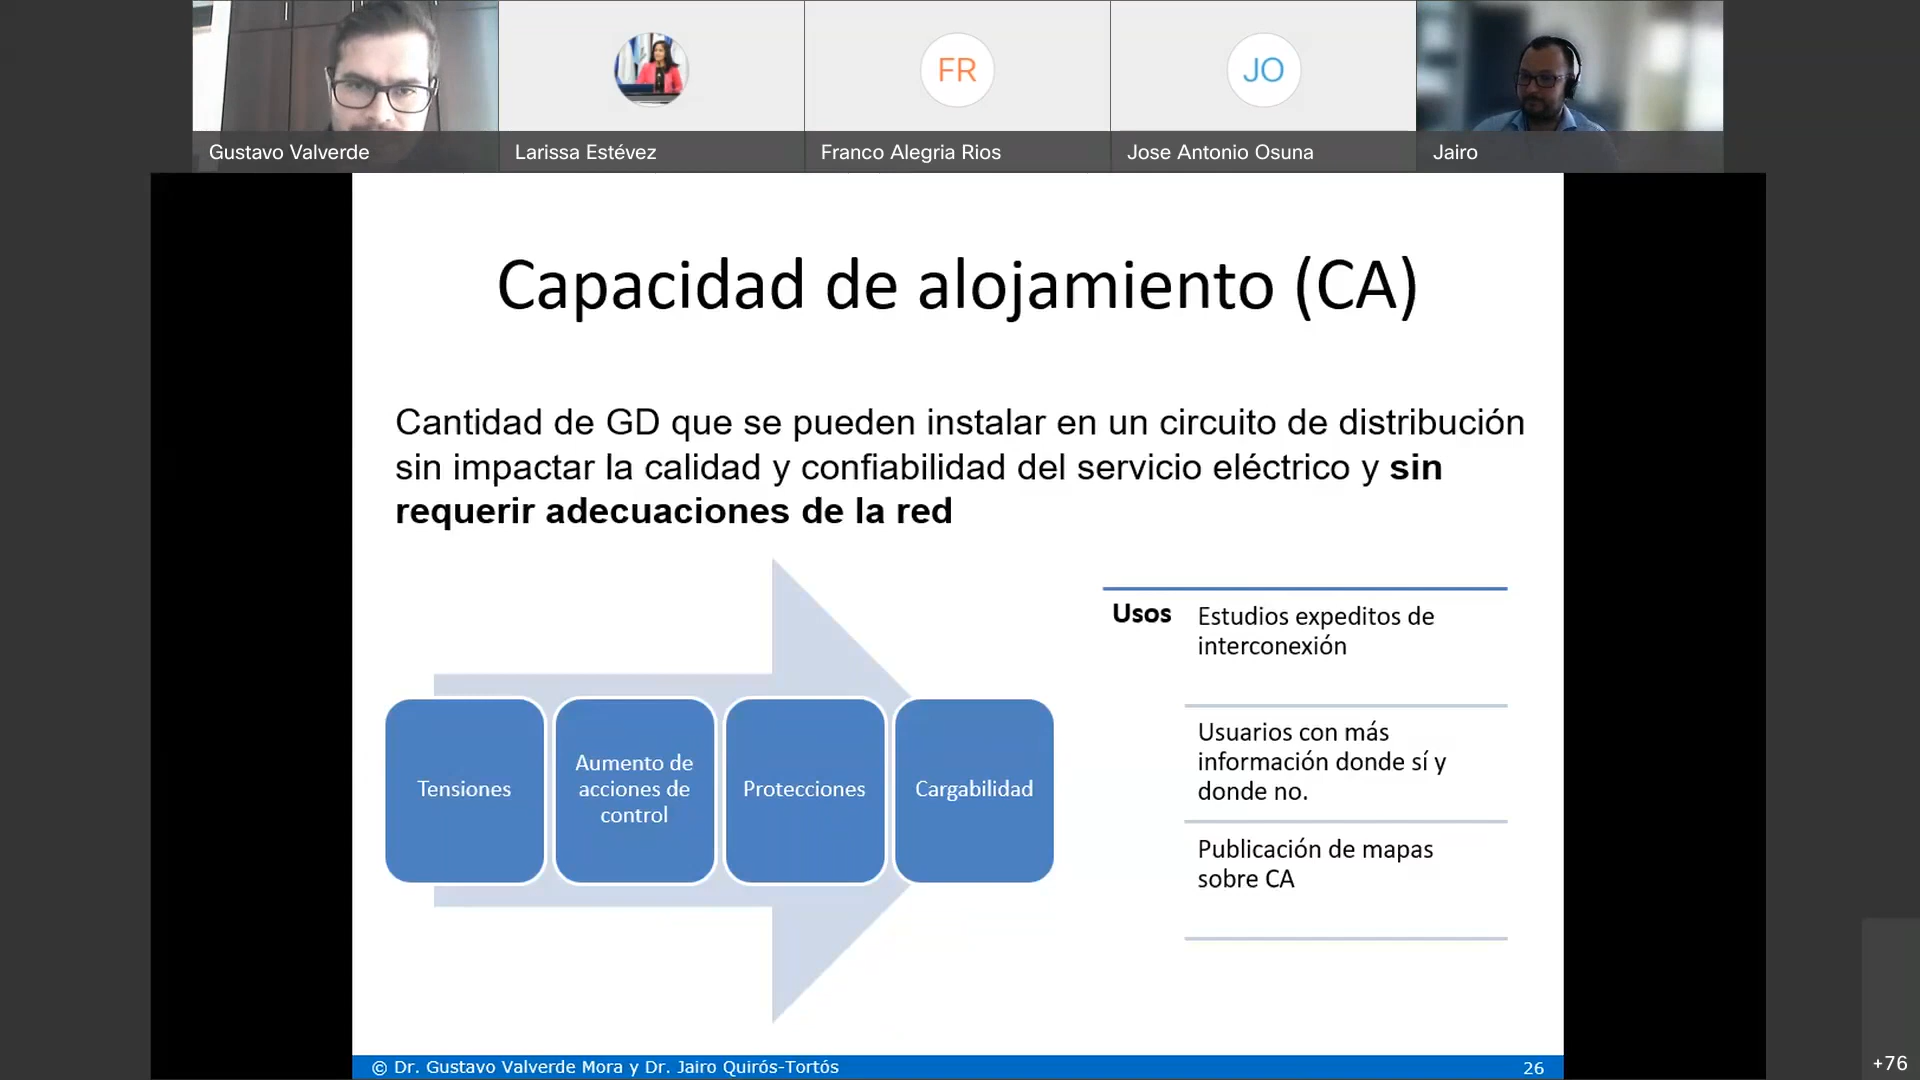 FR
JO
Gustavo Valverde
Larissa Estévez
Franco Alegria Rios
Jose Antonio Osuna
Jairo
Capacidad de alojamiento (CA)
Cantidad de GD que se pueden instalar en un circuito de distribución
sin impactar la calidad y confiabilidad del servicio eléctrico y sin
requerir adecuaciones de la red
Tensiones
Aumento de
acciones de
control
Protecciones
Cargabilidad
Usos
Estudios expeditos de
interconexión
Usuarios con más
información donde sí y
donde no.
Publicación de mapas
sobre CA
© Dr. Gustavo Valverde Mora y Dr. Jairo Quirós-Tortós
26
+76